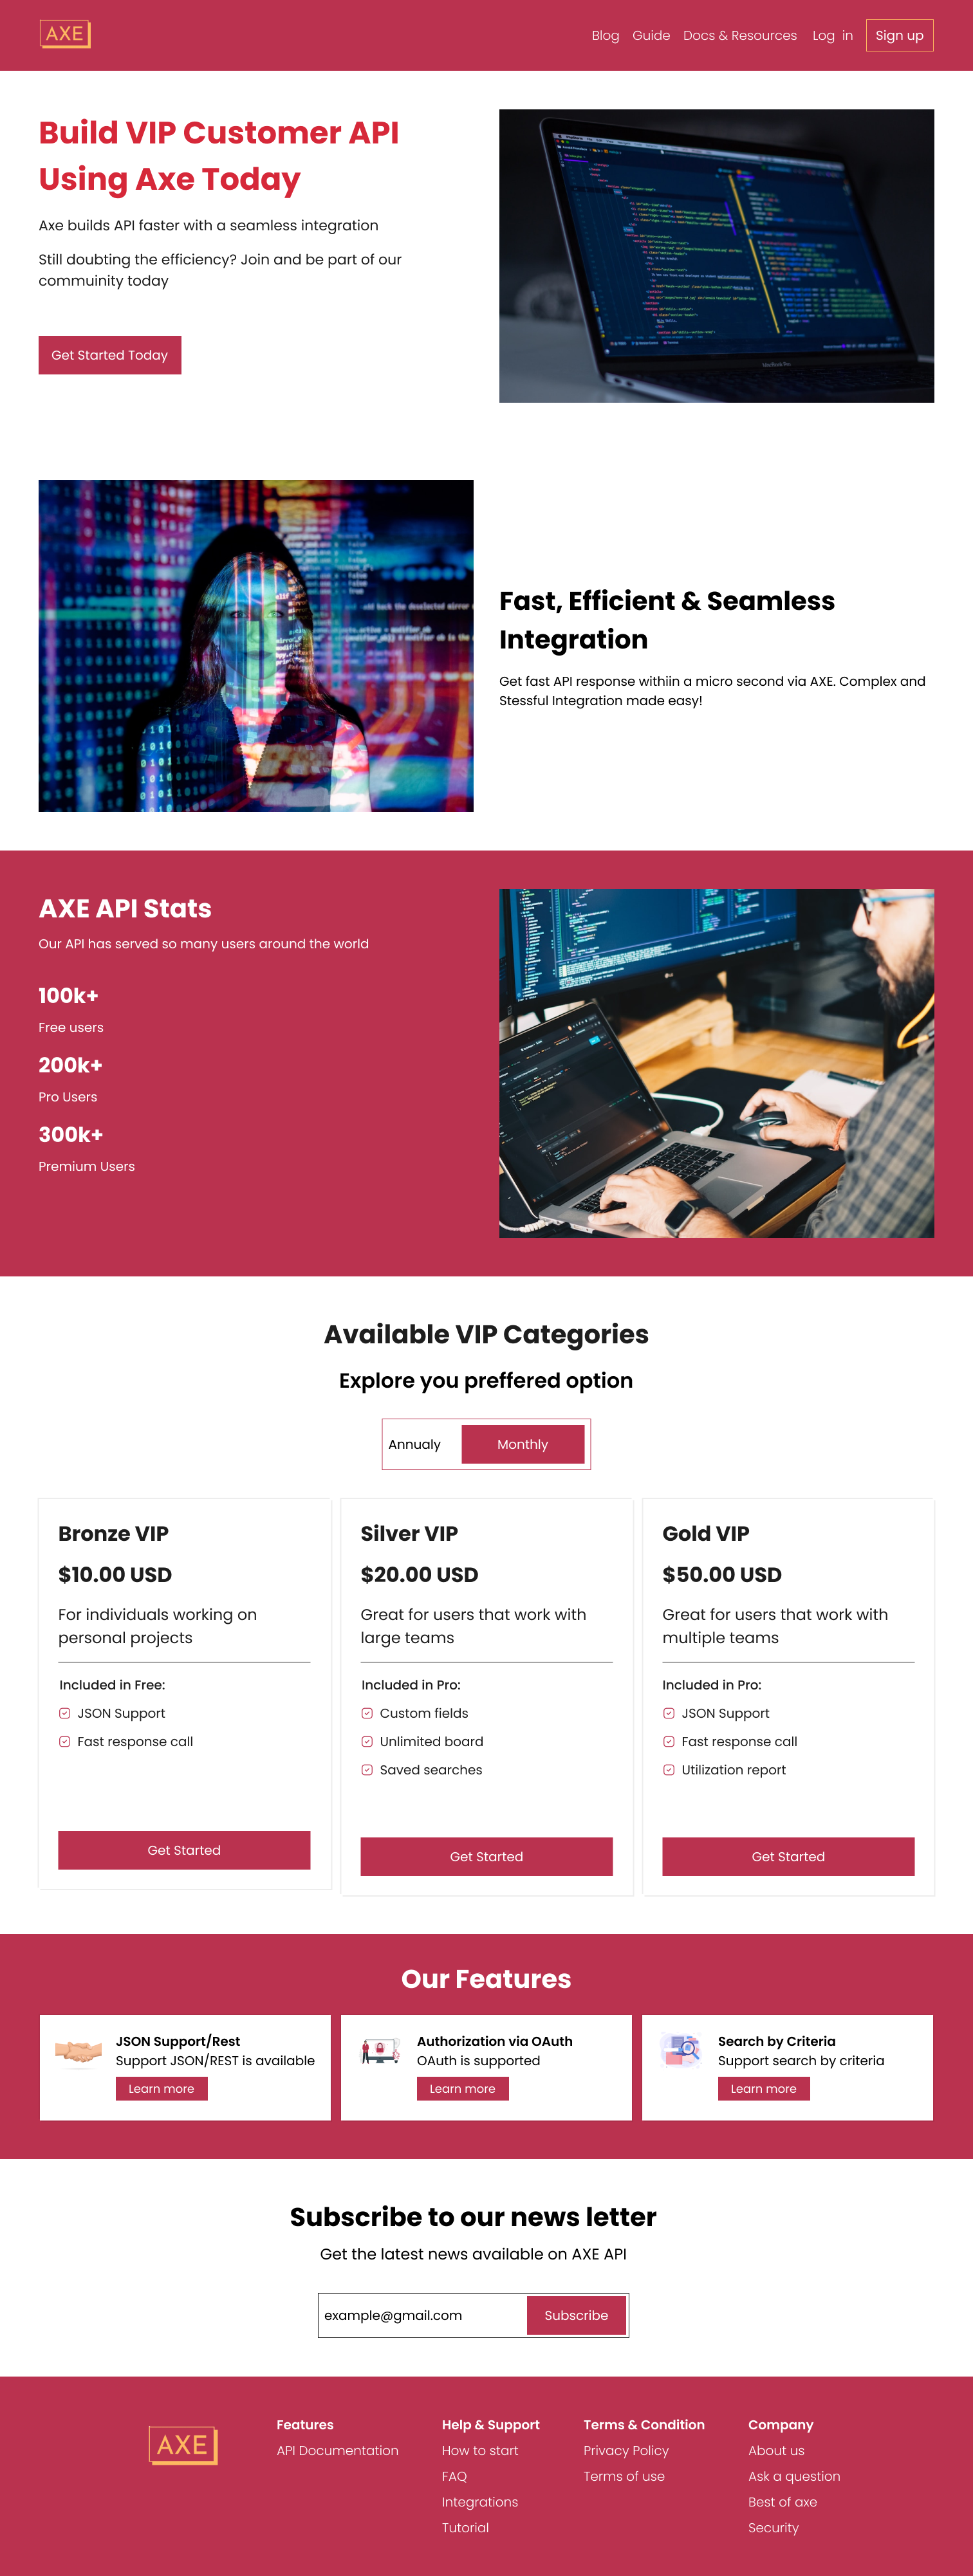 AXE
Blog Guide Docs & Resources Log in Sign up
Build VIP Customer API
Using Axe Today
Axe builds API faster with a seamless integration
Still doubting the efficiency? Join and be part of our
commuinity today
Get Started Today
Fast, Efficient & Seamless
Integration
Get fast API response withiin a micro second via AXE. Complex and
Stessful Integration made easy!
AXE API Stats
Our API has served so many users around the world
100k+
Free users
200k+
Pro Users
300k+
Premium Users
Available VIP Categories
Explore you preffered option
Annualy Monthly
Bronze VIP
$10.00 USD
For individuals working on
personal projects
Included in Free:
JSON Support
Fast response call
Get Started
Silver VIP
$20.00 USD
Great for users that work with
large teams
Included in Pro:
Custom fields
Unlimited board
Saved searches
Get Started
Gold VIP
$50.00 USD
Great for users that work with
multiple teams
Included in Pro:
JSON Support
Fast response call
Utilization report
Get Started
Our Features
JSON Support/Rest
Support JSON/REST is available
Learn more
Authorization via OAuth
OAuth is supported
Learn more
Search by Criteria
Support search by criteria
Learn more
Subscribe to our news letter
Get the latest news available on AXE API
example@gmail.com Subscribe
AXE
Features
API Documentation
Help & Support
How to start
FAQ
Integrations
Tutorial
Terms & Condition
Privacy Policy
Terms of use
Company
About us
Ask a question
Best of axe
Security